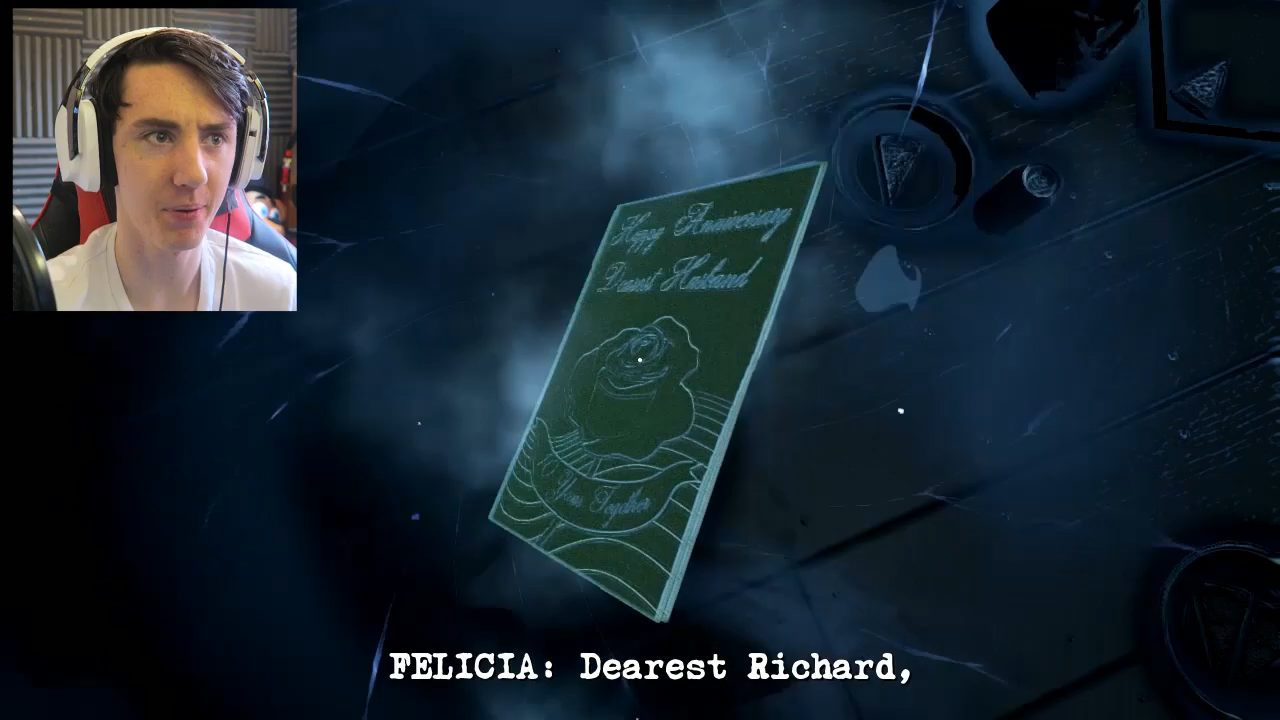 Happy Anniversary
Dearest Husband
Years Together
FELICIA: Dearest Richard,